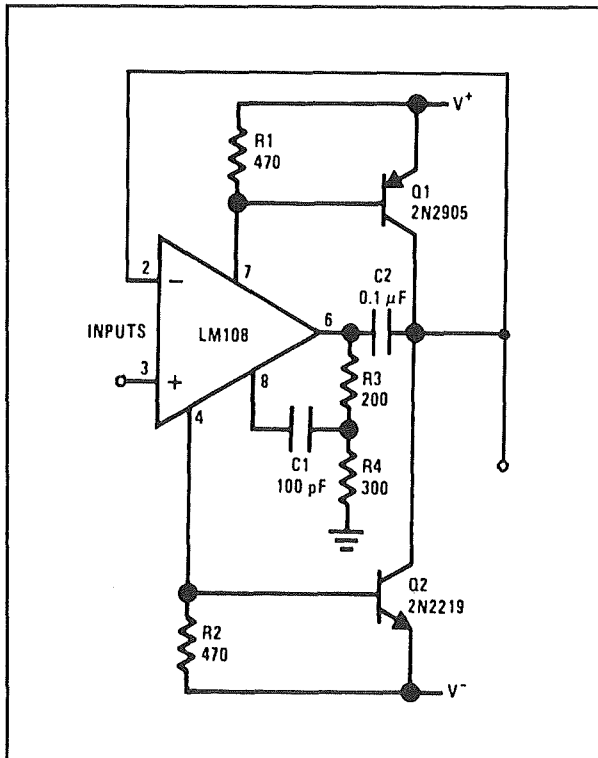 V+
R1
470
Q1
2N2905
C2
0.1 µF
2
−
7
6
INPUTS
LM108
3
+
8
4
R3
200
C1
100 pF
R4
300
Q2
2N2219
R2
470
V−